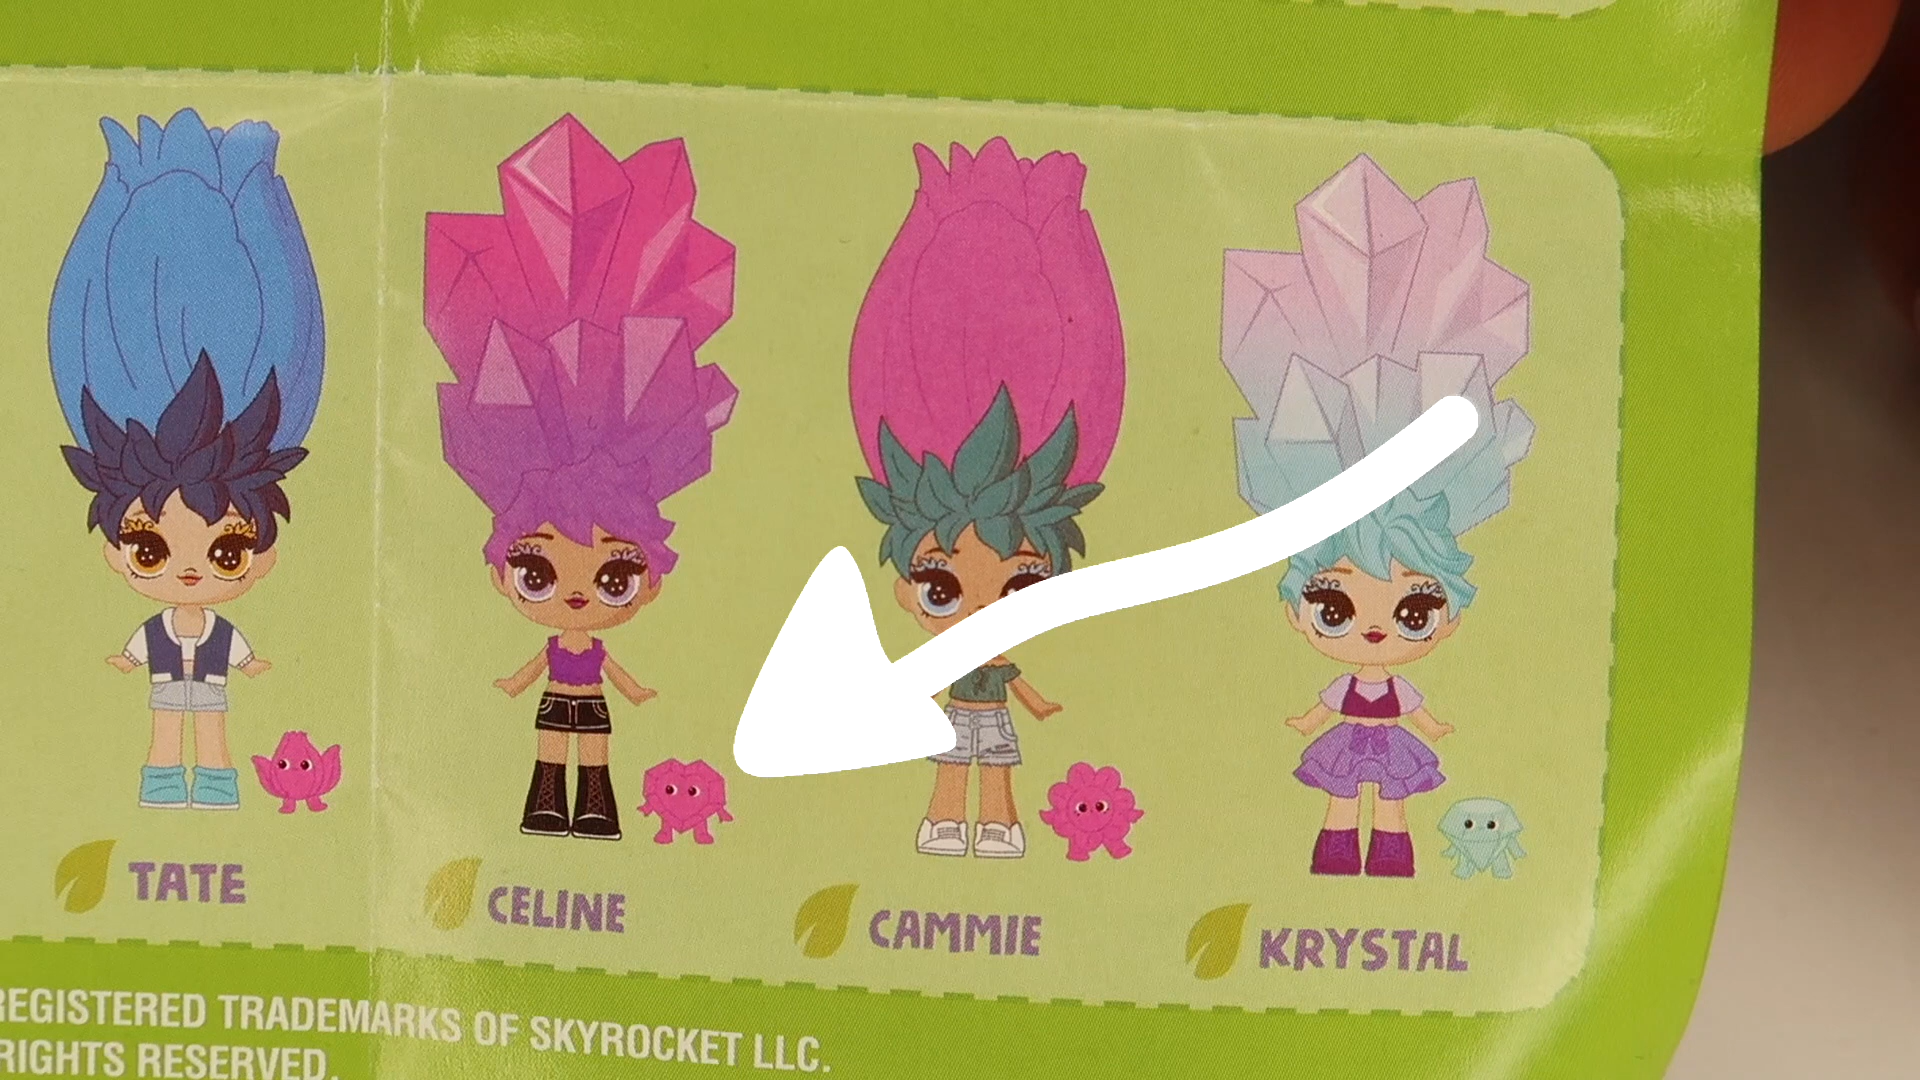 TATE
CELINE
CAMMIE
KRYSTAL
REGISTERED TRADEMARKS OF SKYROCKET LLC.
RIGHTS RESERVED.